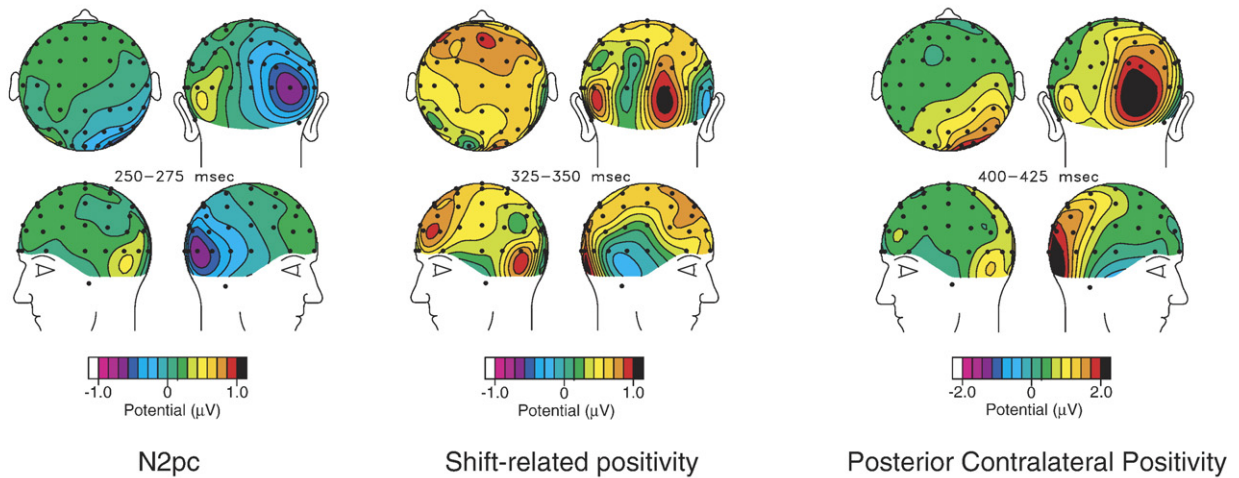 250–275 msec
325–350 msec
400–425 msec
-1.0 0 1.0
-1.0 0 1.0
-2.0 0 2.0
Potential (μV)
Potential (μV)
Potential (μV)
N2pc
Shift-related positivity
Posterior Contralateral Positivity